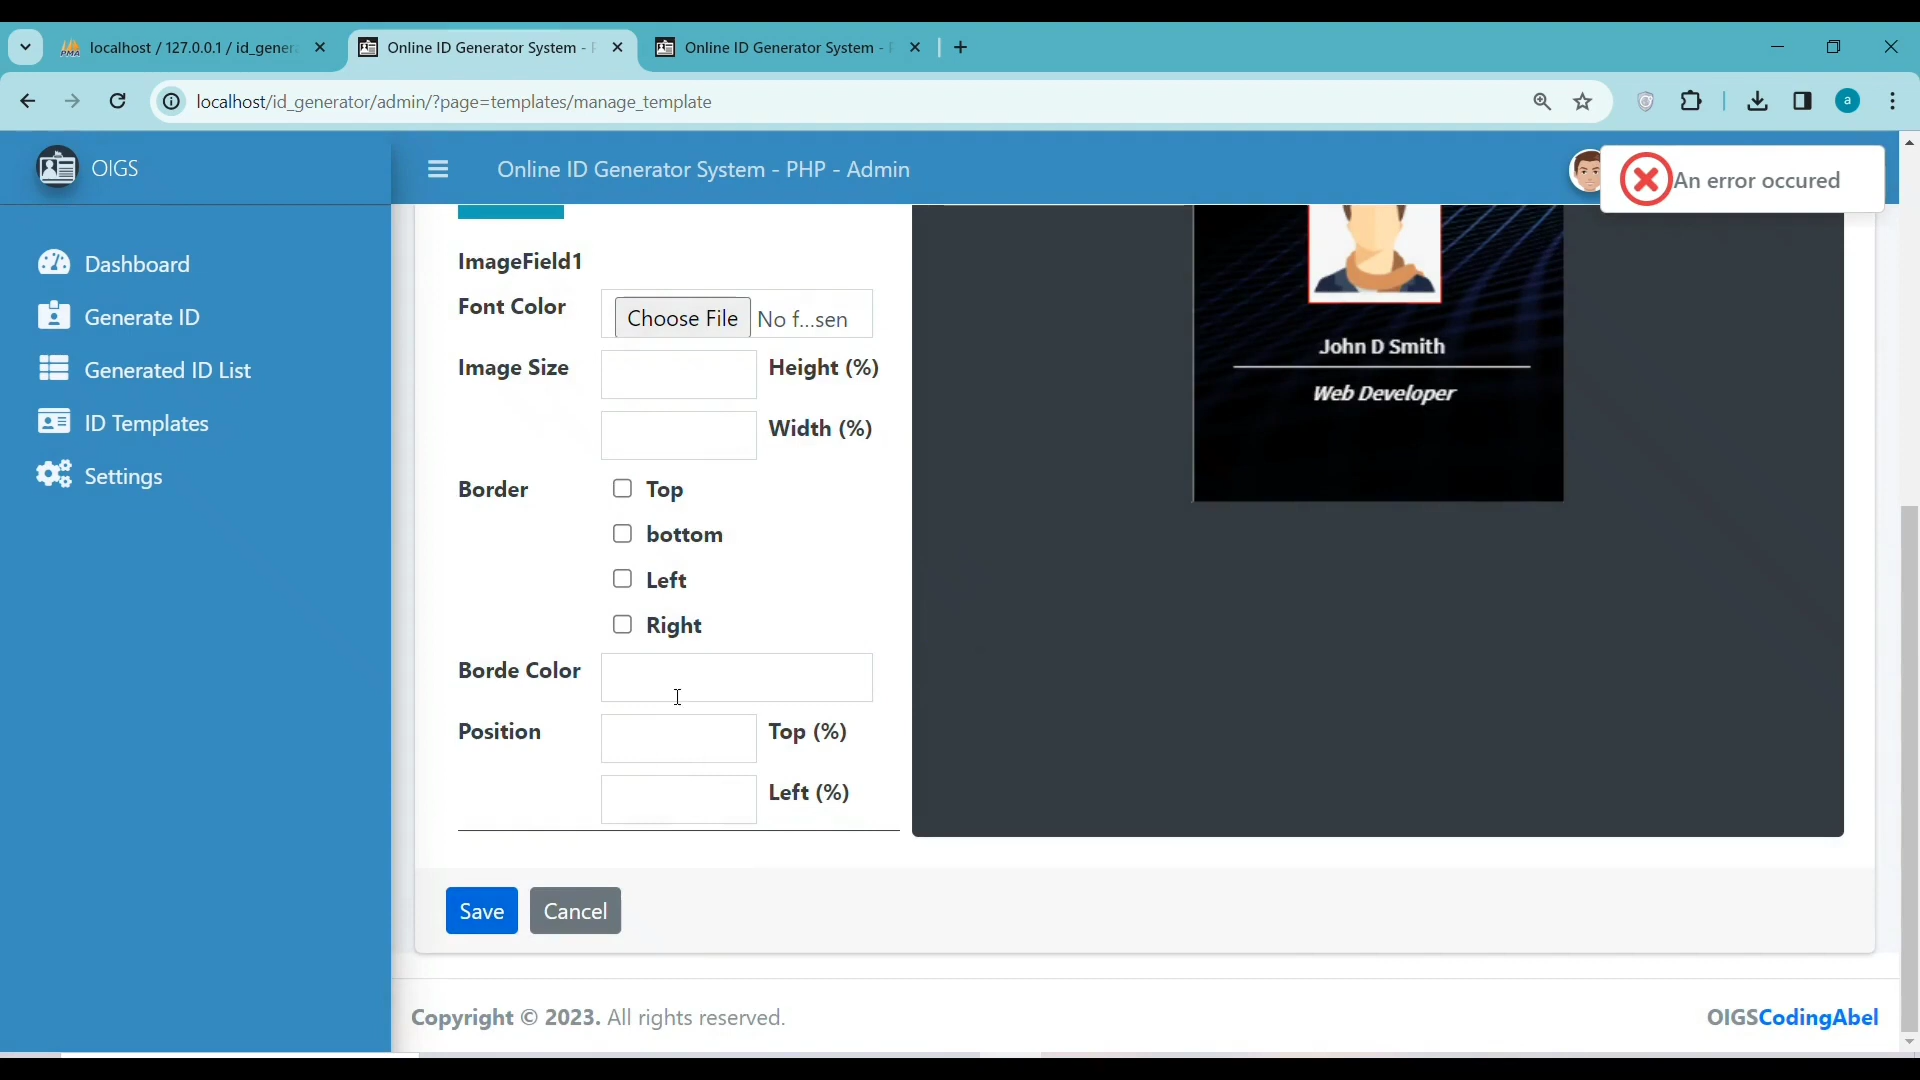 localhost / 127.0.0.1 / id_gener
Online ID Generator System -
Online ID Generator System -
localhost/id_generator/admin/?page=templates/manage_template
a
OIGS
Online ID Generator System - PHP - Admin
An error occured
Dashboard
Generate ID
Generated ID List
ID Templates
Settings
ImageField1
Font Color
Choose File No f...sen
Image Size
Height (%)
Width (%)
Border
Top
bottom
Left
Right
Borde Color
Position
Top (%)
Left (%)
John D Smith
Web Developer
Save
Cancel
Copyright © 2023. All rights reserved.
OIGSCodingAbel